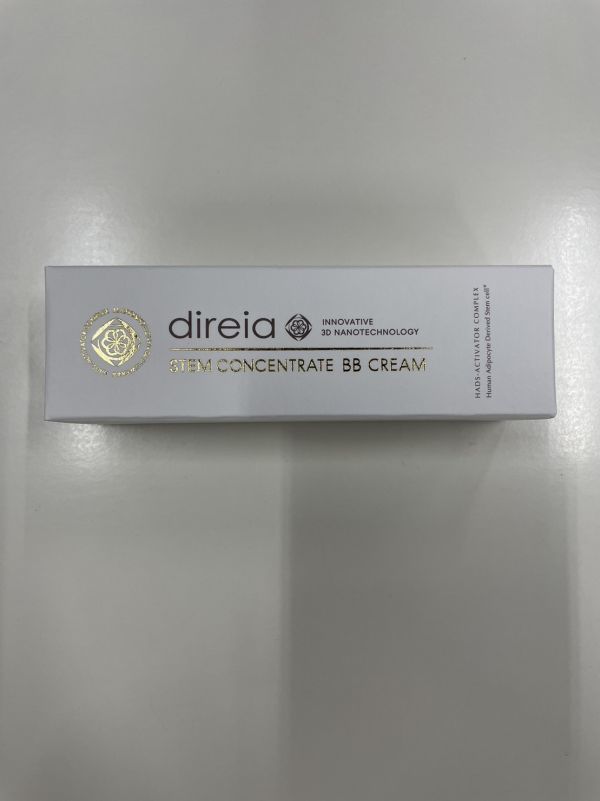 direia
INNOVATIVE
3D NANOTECHNOLOGY
STEM CONCENTRATE BB CREAM
HADS-ACTIVATOR COMPLEX
Human Adipocyte Derived Stem cell*